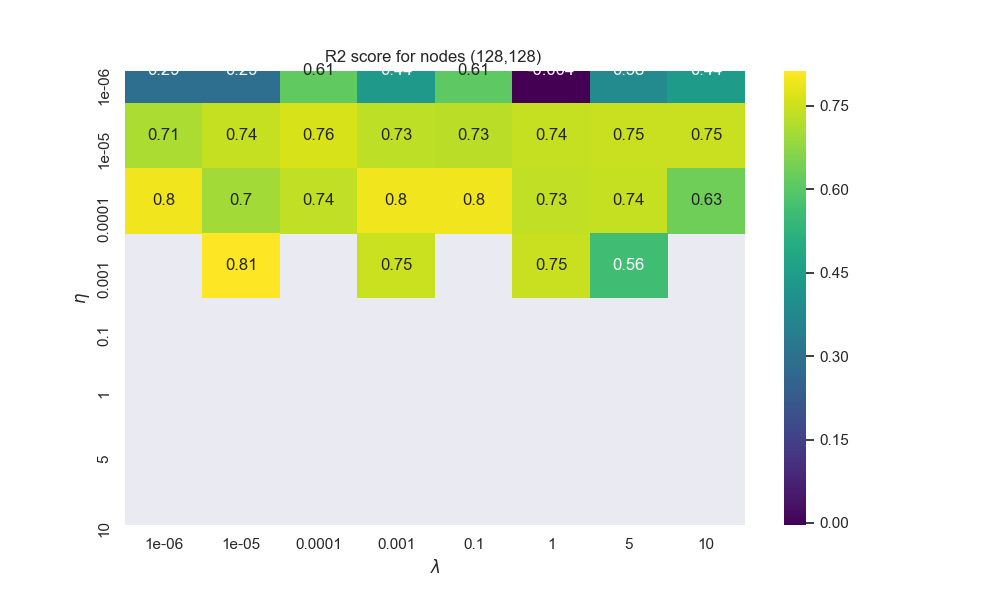 R2 score for nodes (128,128)
1e-06 0.61 0.61
1e-05 0.71 0.74 0.76 0.73 0.73 0.74 0.75 0.75
0.0001 0.8 0.7 0.74 0.8 0.8 0.73 0.74 0.63
0.001 0.81 0.75 0.75 0.56
0.1
1
5
10
η
1e-06 1e-05 0.0001 0.001 0.1 1 5 10
λ
0.75
0.60
0.45
0.30
0.15
0.00